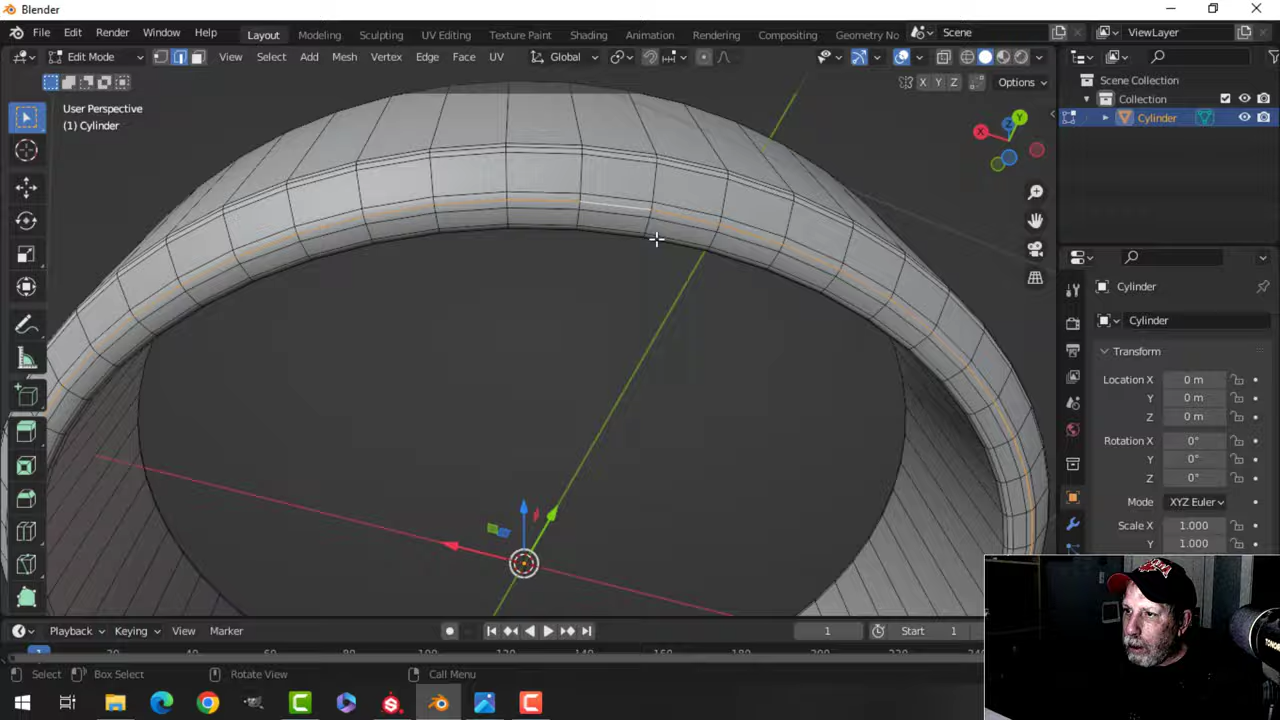 Blender
File Edit Render Window Help Layout Modeling Sculpting UV Editing Texture Paint Shading Animation Rendering Compositing Geometry No Scene ViewLayer
Edit Mode View Select Add Mesh Vertex Edge Face UV Global
X Y Z Options
Scene Collection
Collection
Cylinder
User Perspective
(1) Cylinder
X Y Z
Cylinder
Cylinder
Transform
Location X 0 m
Y 0 m
Z 0 m
Rotation X 0°
Y 0°
Z 0°
Mode XYZ Euler
Scale X 1.000
Y 1.000
Playback Keying View Marker 1 Start 1
Select Box Select Rotate View Call Menu